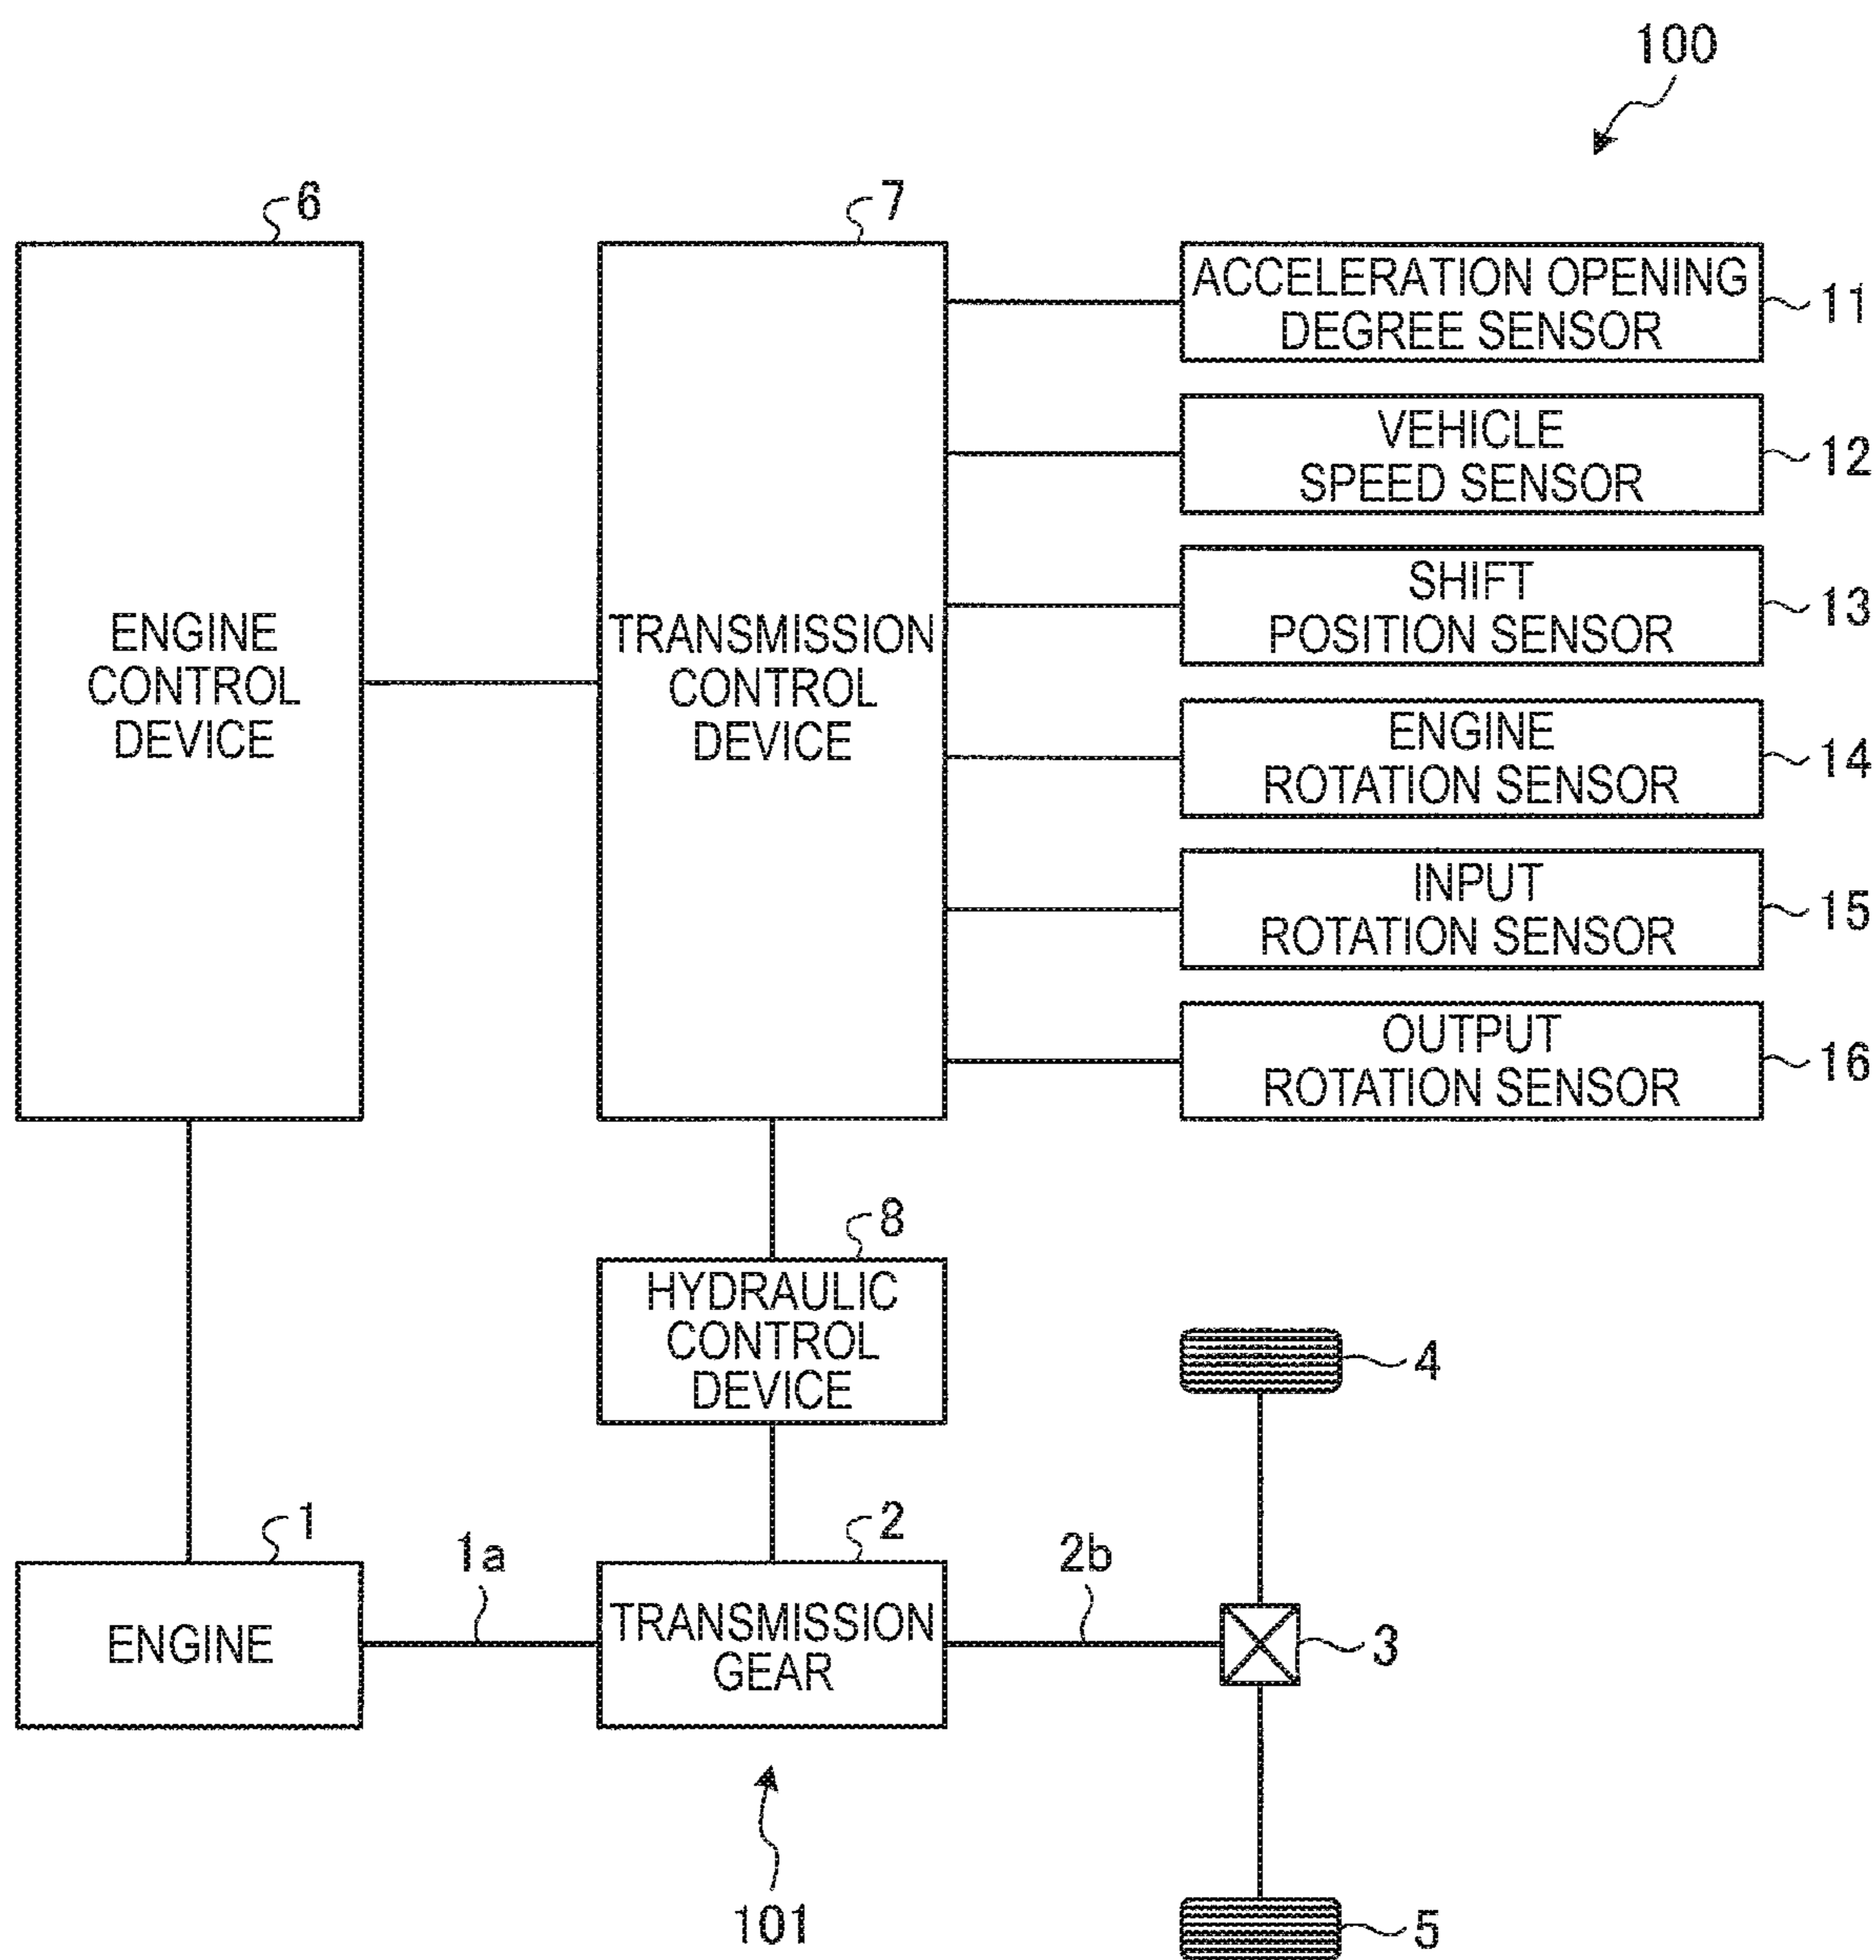 100
6
7
ENGINE
CONTROL
DEVICE
TRANSMISSION
CONTROL
DEVICE
ACCELERATION OPENING
DEGREE SENSOR
11
VEHICLE
SPEED SENSOR
12
SHIFT
POSITION SENSOR
13
ENGINE
ROTATION SENSOR
14
INPUT
ROTATION SENSOR
15
OUTPUT
ROTATION SENSOR
16
8
HYDRAULIC
CONTROL
DEVICE
4
1
ENGINE
1a
2
TRANSMISSION
GEAR
2b
3
101
5